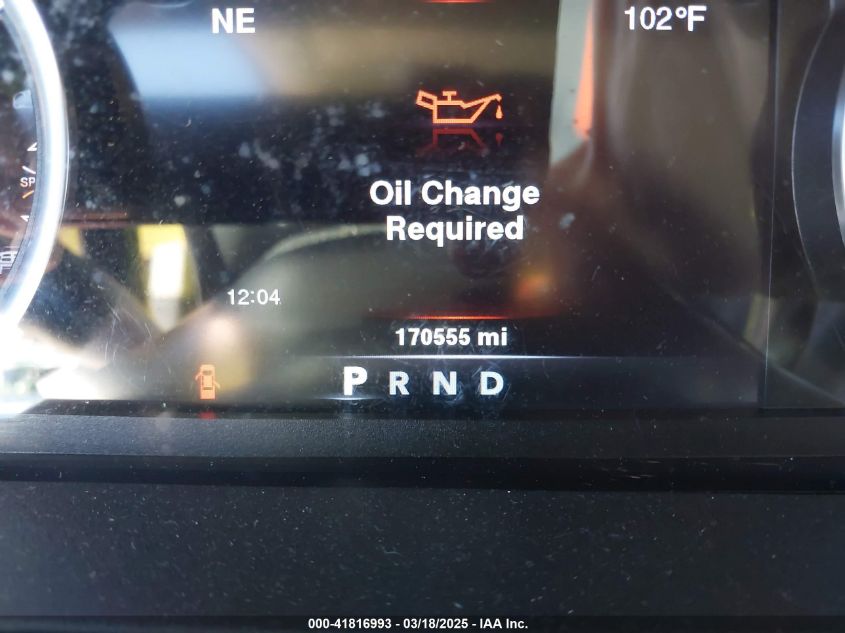 NE 102°F
Oil Change
Required
12:04
170555 mi
P R N D
000-41816993 - 03/18/2025 - IAA Inc.